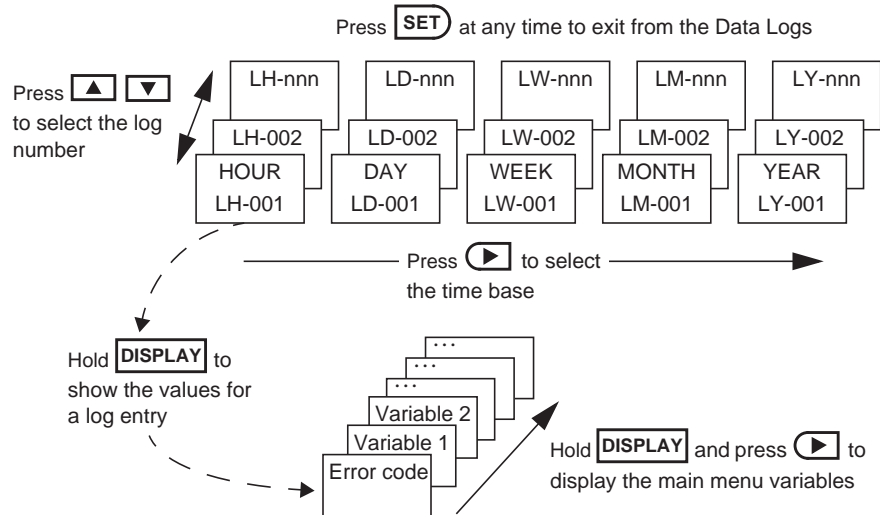 Press SET at any time to exit from the Data Logs
Press ▲ ▼
to select the log
number
LH-nnn LD-nnn LW-nnn LM-nnn LY-nnn
LH-002 LD-002 LW-002 LM-002 LY-002
HOUR DAY WEEK MONTH YEAR
LH-001 LD-001 LW-001 LM-001 LY-001
Press ▶ to select
the time base
Hold DISPLAY to
show the values for
a log entry
...
...
...
Variable 2
Variable 1
Error code
Hold DISPLAY and press ▶ to
display the main menu variables